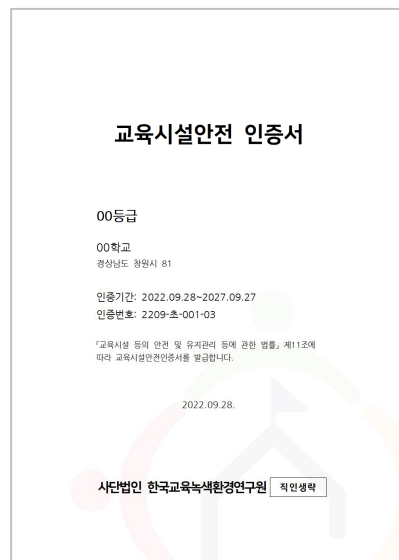 교육시설안전 인증서
00등급
00학교
경상남도 창원시 81
인증기간: 2022.09.28~2027.09.27
인증번호: 2209-초-001-03
「교육시설 등의 안전 및 유지관리 등에 관한 법률」 제11조에
따라 교육시설안전인증서를 발급합니다.
2022.09.28.
사단법인 한국교육녹색환경연구원 직인생략